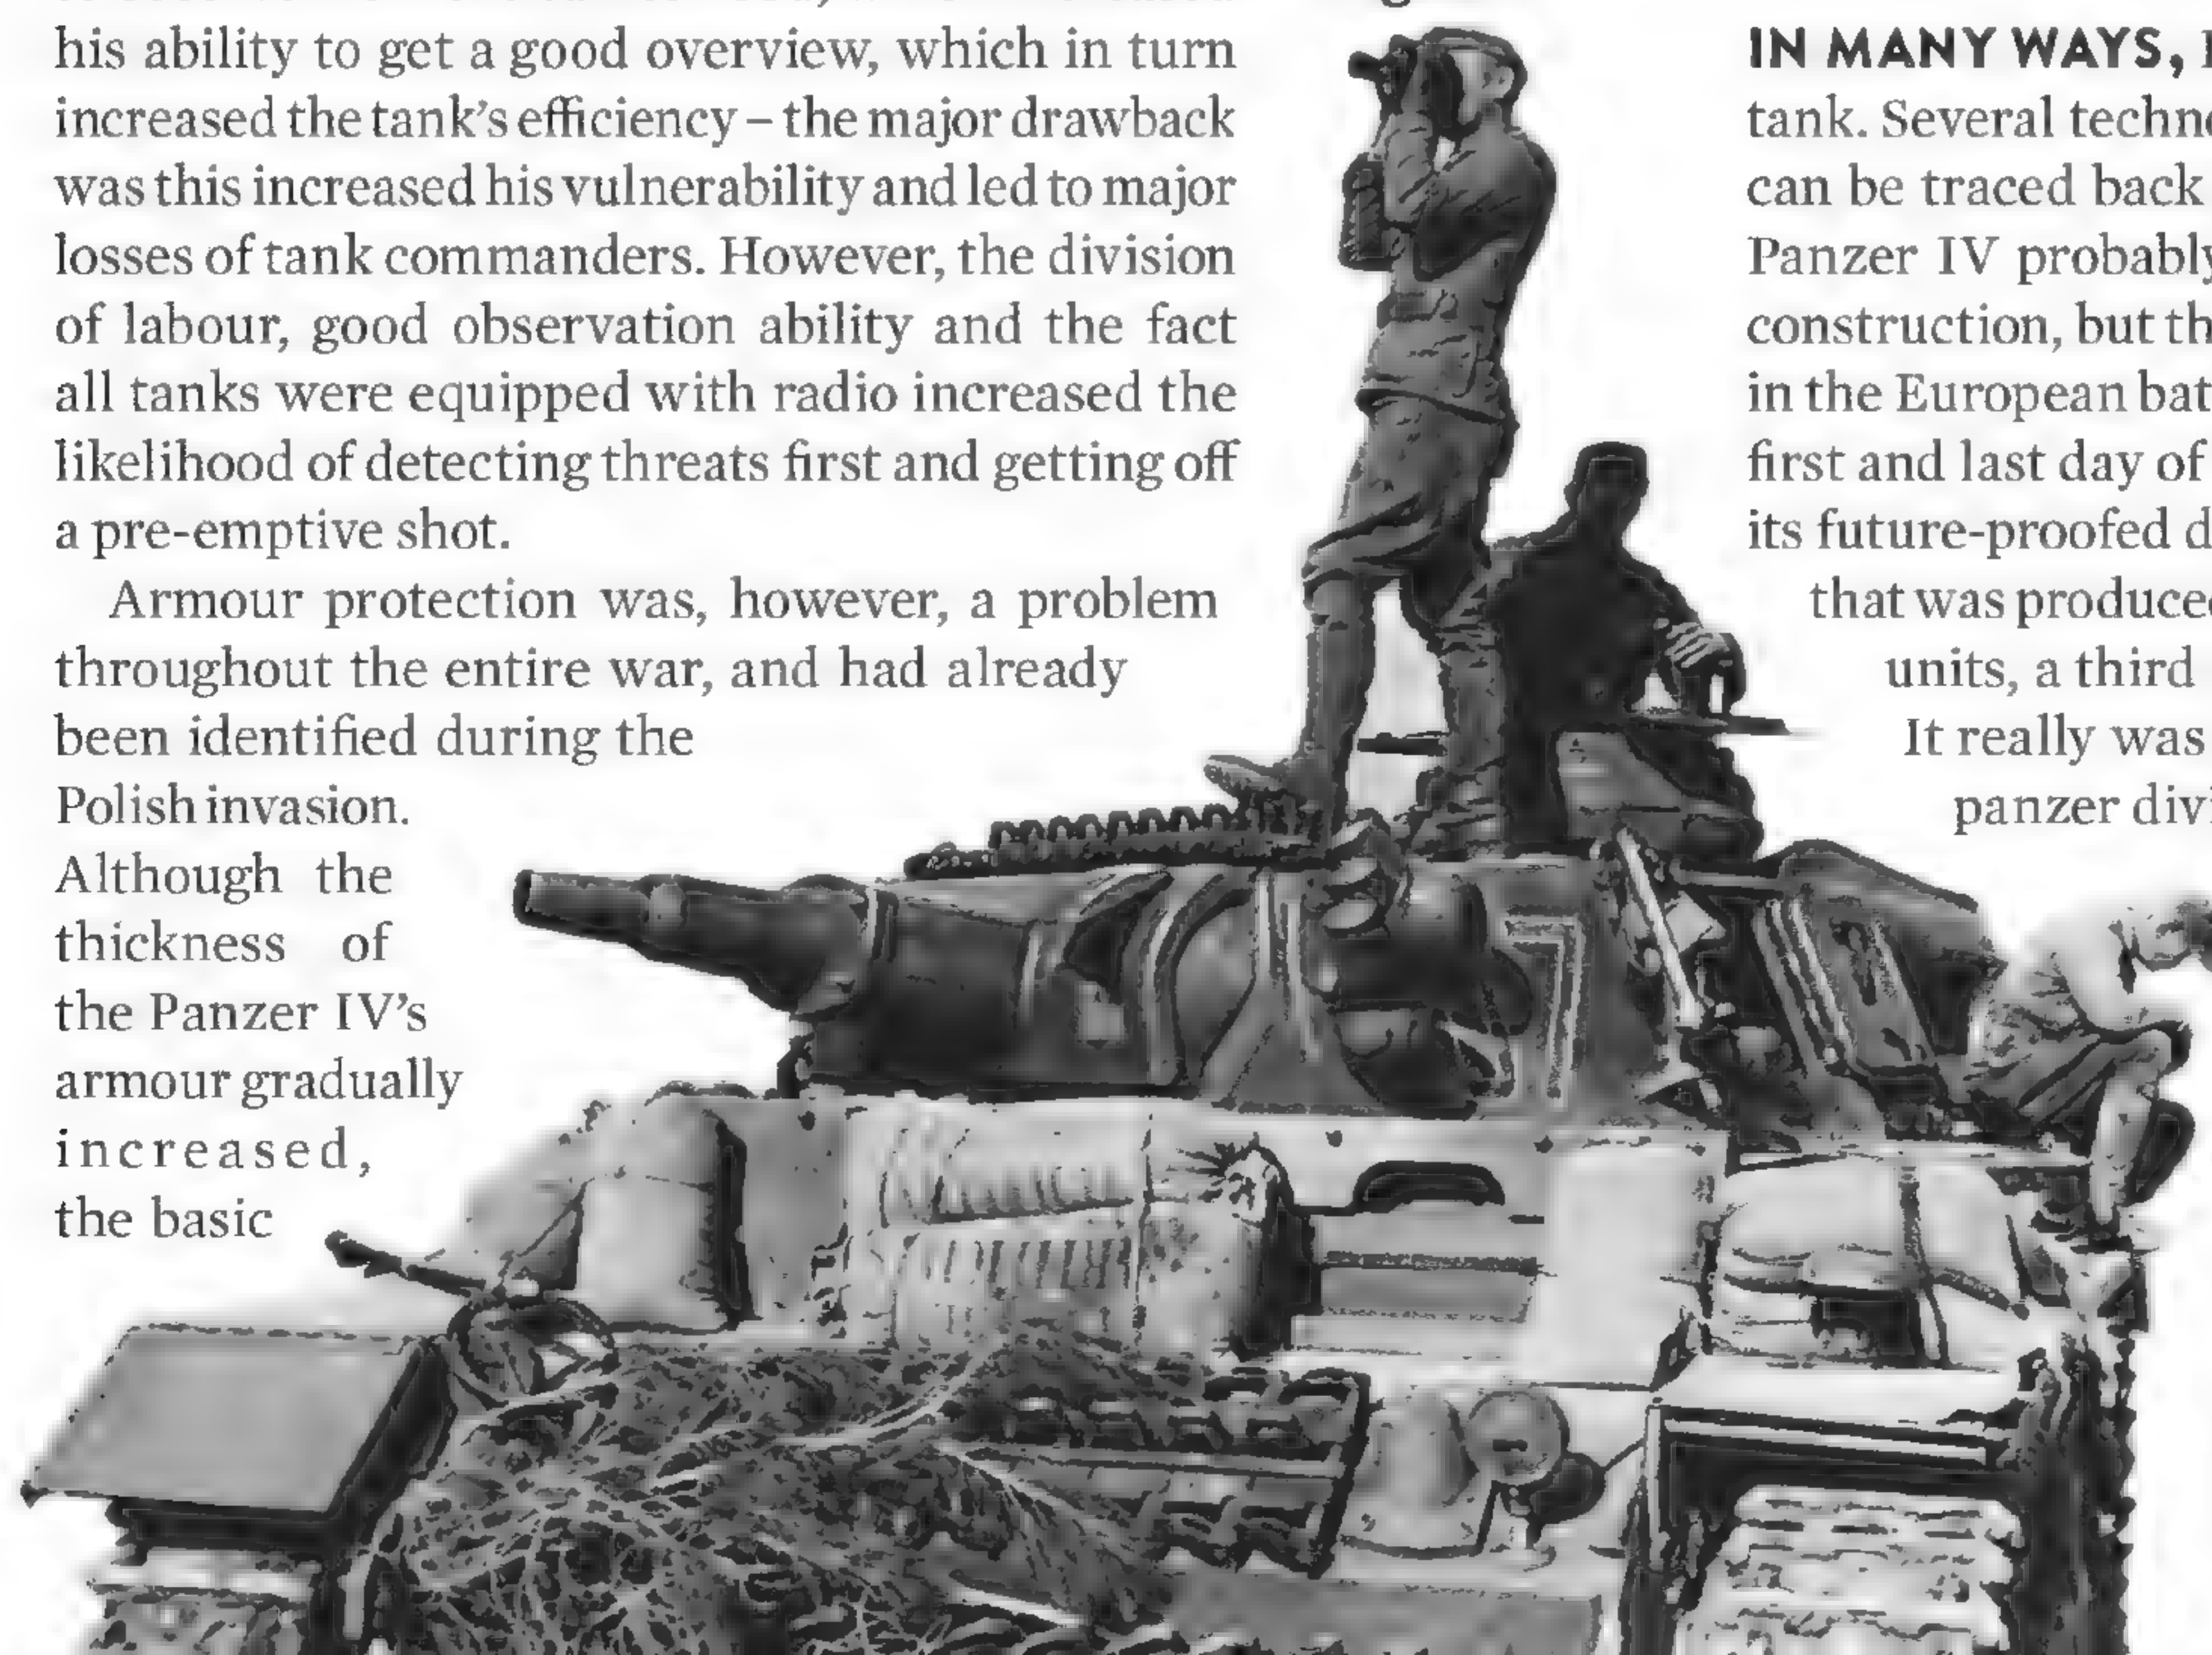 his ability to get a good overview, which in turn
increased the tank's efficiency – the major drawback
was this increased his vulnerability and led to major
losses of tank commanders. However, the division
of labour, good observation ability and the fact
all tanks were equipped with radio increased the
likelihood of detecting threats first and getting off
a pre-emptive shot.
Armour protection was, however, a problem
throughout the entire war, and had already
been identified during the
Polish invasion.
Although the
thickness of
the Panzer IV's
armour gradually
increased,
the basic
IN MANY WAYS,
tank. Several
can be traced back
Panzer IV probably
construction, but
in the European
first and last day of
its future-proofed
that was
units, a third
It really was
panzer
7